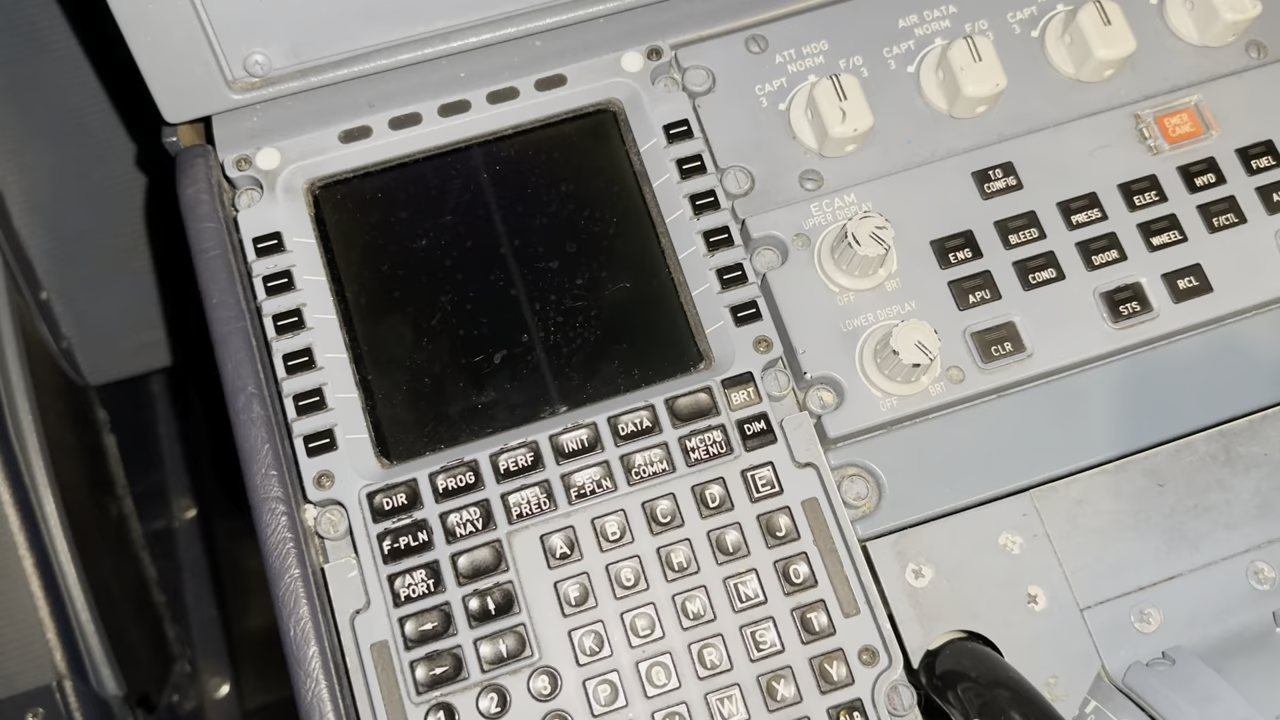 ATT HDG
NORM
CAPT
F/O
3
3
AIR DATA
NORM
CAPT
F/O
3
3
CAPT
3
EMER
CANC
ECAM
UPPER DISPLAY
OFF
BRT
LOWER DISPLAY
OFF
BRT
T.O
CONFIG
ENG
BLEED
PRESS
ELEC
HYD
FUEL
APU
COND
DOOR
WHEEL
F/CTL
CLR
STS
RCL
DIR
PROG
PERF
INIT
DATA
BRT
F-PLN
RAD
NAV
FUEL
PRED
SEC
F-PLN
ATC
COMM
MCDU
MENU
DIM
AIR
PORT
A
B
C
D
E
F
G
H
I
J
K
L
M
N
O
P
Q
R
S
T
W
X
Y
1
2
3